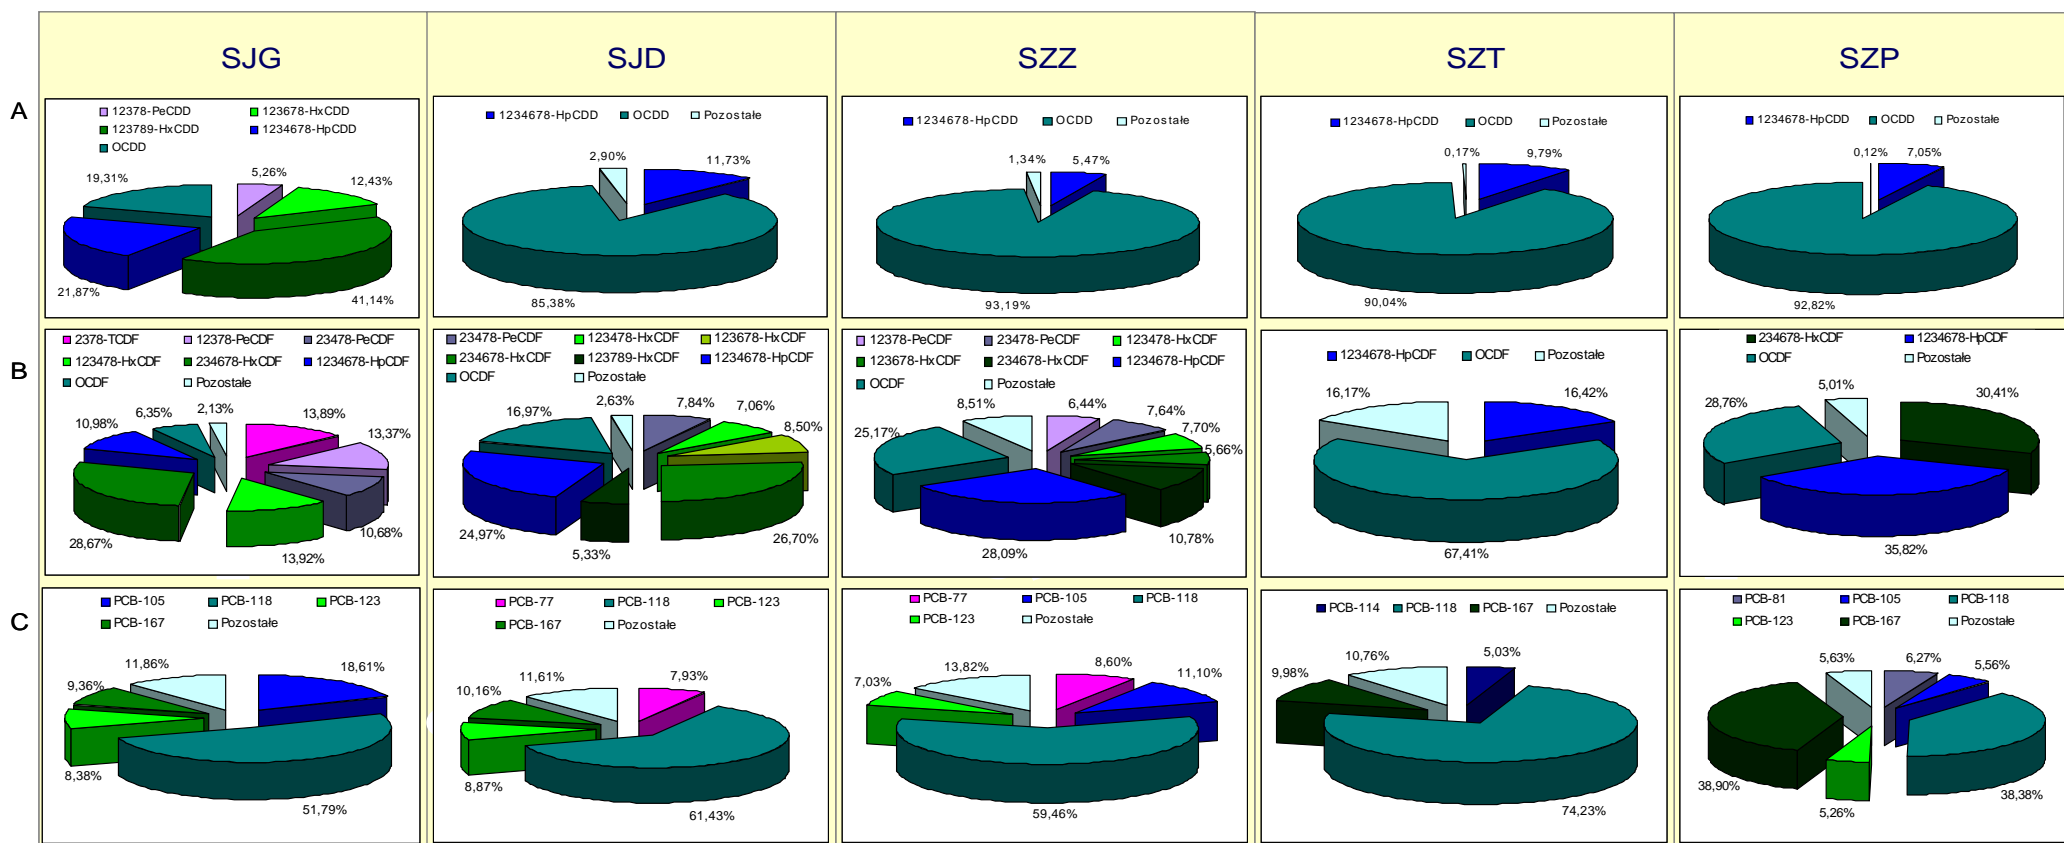 SJG SJD SZZ SZT SZP
A
12378-PeCDD 123678-HxCDD
123789-HxCDD 1234678-HpCDD
OCDD
5,26%
12,43%
19,31%
21,87%
41,14%
1234678-HpCDD OCDD Pozostałe
2,90%
11,73%
85,38%
1234678-HpCDD OCDD Pozostałe
1,34%
5,47%
93,19%
1234678-HpCDD OCDD Pozostałe
0,17%
9,79%
90,04%
1234678-HpCDD OCDD Pozostałe
0,12%
7,05%
92,82%
B
2378-TCDF 12378-PeCDF 23478-PeCDF
123478-HxCDF 234678-HxCDF 1234678-HpCDF
OCDF Pozostałe
10,98%
6,35%
2,13%
13,89%
13,37%
10,68%
13,92%
28,67%
23478-PeCDF 123478-HxCDF 123678-HxCDF
234678-HxCDF 123789-HxCDF 1234678-HpCDF
OCDF Pozostałe
16,97%
2,63%
7,84%
7,06%
8,50%
24,97%
5,33%
26,70%
12378-PeCDF 23478-PeCDF 123478-HxCDF
123678-HxCDF 234678-HxCDF 1234678-HpCDF
OCDF Pozostałe
8,51%
6,44%
7,64%
7,70%
5,66%
25,17%
10,78%
28,09%
1234678-HpCDF OCDF Pozostałe
16,17%
16,42%
67,41%
234678-HxCDF 1234678-HpCDF
OCDF Pozostałe
5,01%
30,41%
28,76%
35,82%
C
PCB-105 PCB-118 PCB-123
PCB-167 Pozostałe
11,86%
18,61%
9,36%
8,38%
51,79%
PCB-77 PCB-118 PCB-123
PCB-167 Pozostałe
11,61%
7,93%
10,16%
8,87%
61,43%
PCB-77 PCB-105 PCB-118
PCB-123 Pozostałe
13,82%
8,60%
11,10%
7,03%
59,46%
PCB-114 PCB-118 PCB-167 Pozostałe
5,03%
10,76%
9,98%
74,23%
PCB-81 PCB-105 PCB-118
PCB-123 PCB-167 Pozostałe
5,63%
6,27%
5,56%
38,90%
5,26%
38,38%